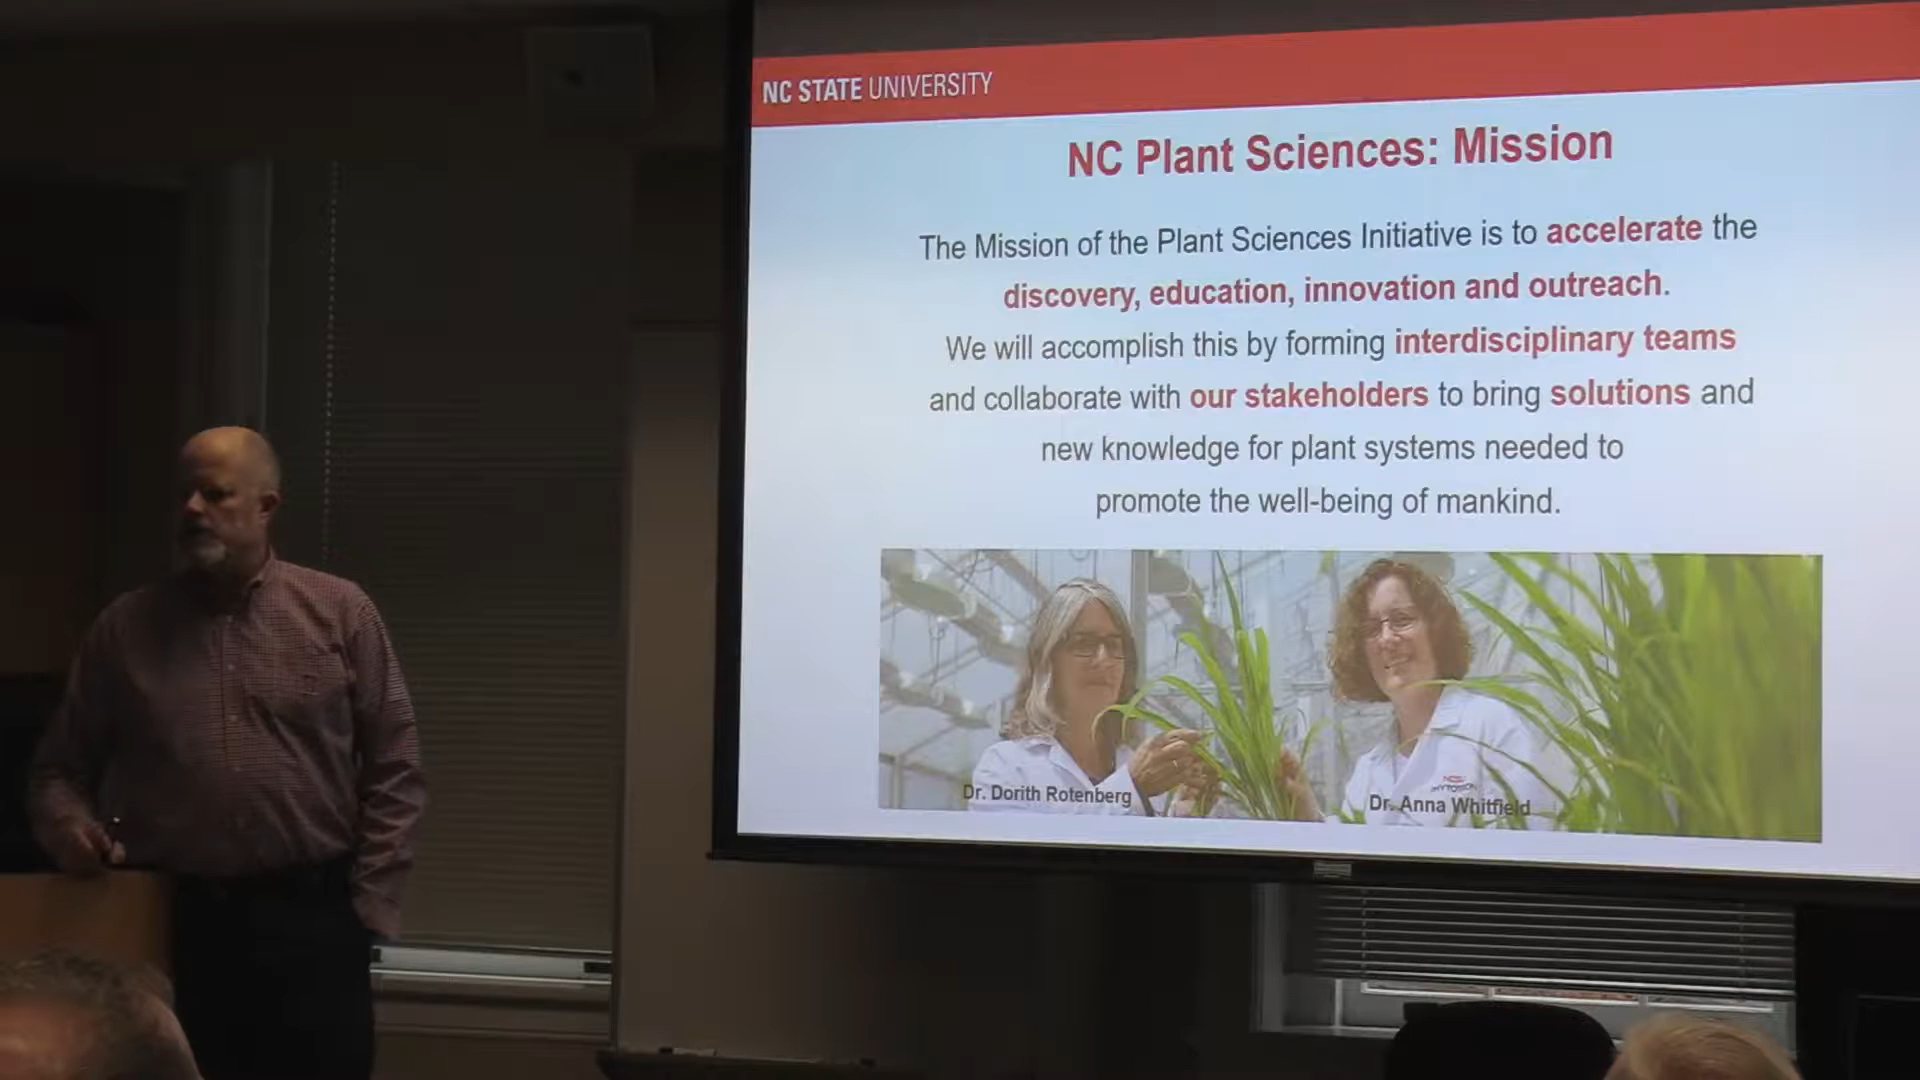 NC STATE UNIVERSITY
NC Plant Sciences: Mission
The Mission of the Plant Sciences Initiative is to accelerate the
discovery, education, innovation and outreach.
We will accomplish this by forming interdisciplinary teams
and collaborate with our stakeholders to bring solutions and
new knowledge for plant systems needed to
promote the well-being of mankind.
Dr. Dorith Rotenberg
Dr. Anna Whitfield